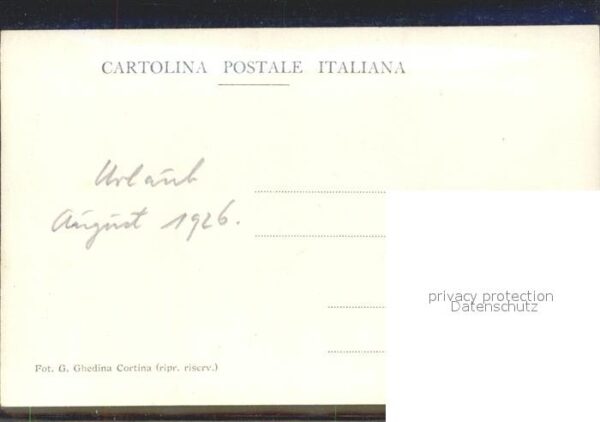 CARTOLINA POSTALE ITALIANA
Urlaub
August 1926.
privacy protection
Datenschutz
Fot. G. Ghedina Cortina (ripr. riserv.)